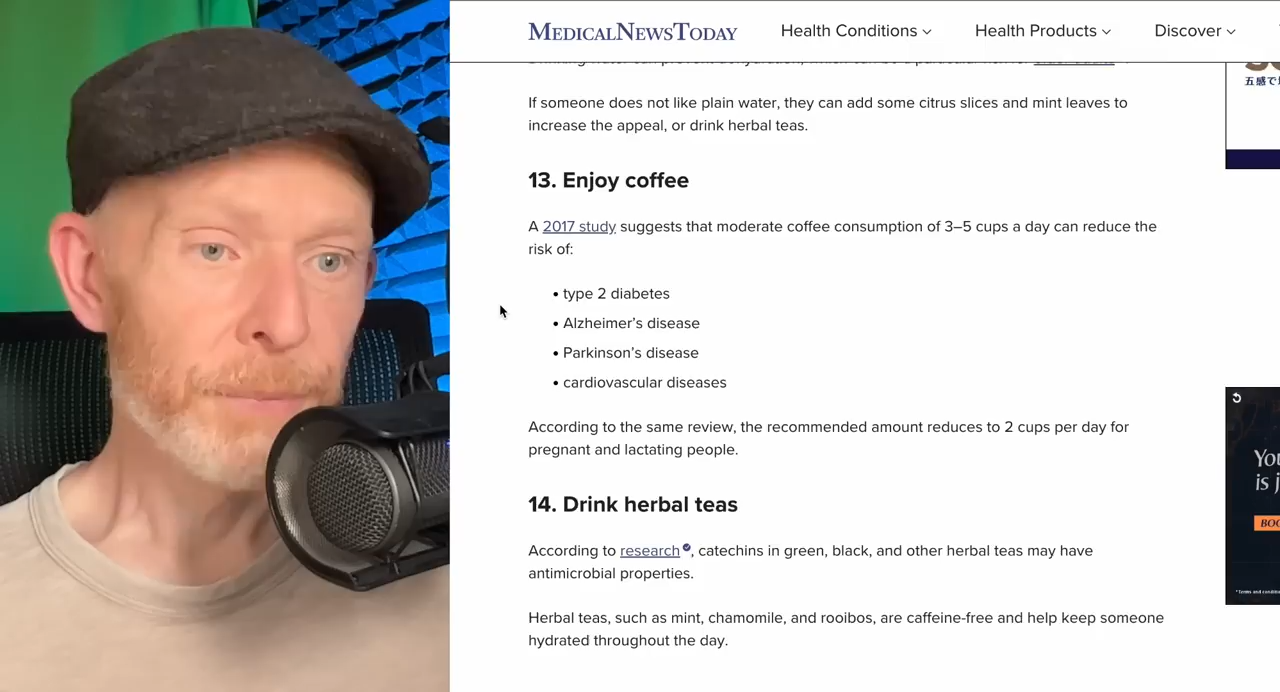 MEDICALNEWSTODAY
Health Conditions
Health Products
Discover
五感で
If someone does not like plain water, they can add some citrus slices and mint leaves to
increase the appeal, or drink herbal teas.
13. Enjoy coffee
A 2017 study suggests that moderate coffee consumption of 3–5 cups a day can reduce the
risk of:
• type 2 diabetes
• Alzheimer’s disease
• Parkinson’s disease
• cardiovascular diseases
According to the same review, the recommended amount reduces to 2 cups per day for
pregnant and lactating people.
14. Drink herbal teas
According to research, catechins in green, black, and other herbal teas may have
antimicrobial properties.
Herbal teas, such as mint, chamomile, and rooibos, are caffeine-free and help keep someone
hydrated throughout the day.
You
is j
BOO